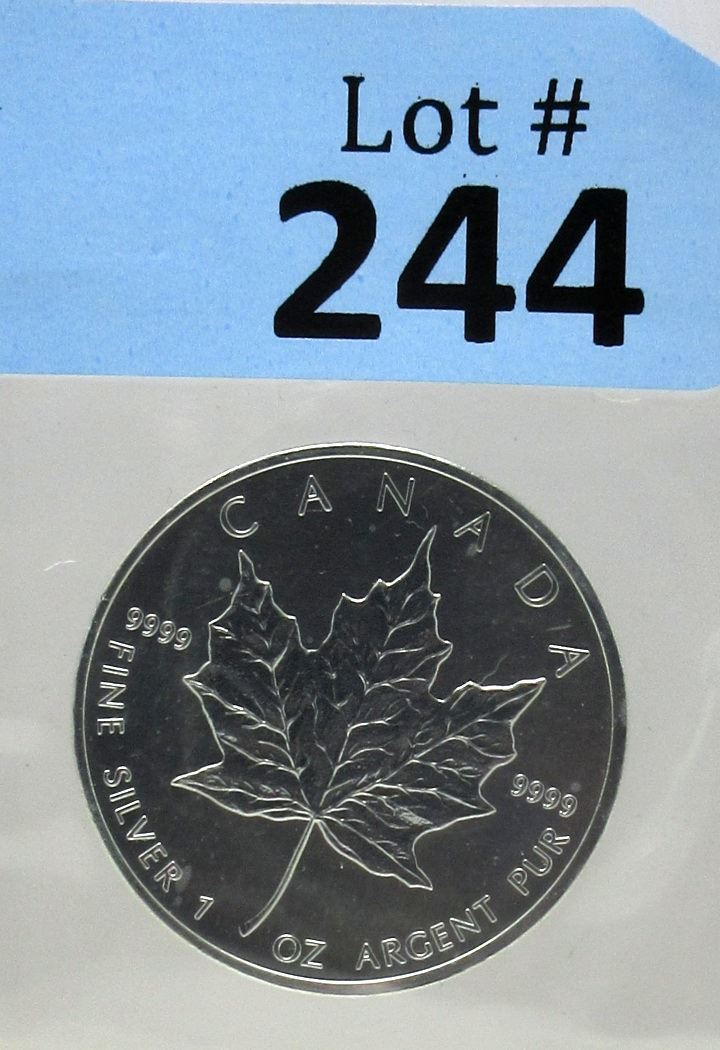 Lot #
244
CANADA
9999
9999
FINE SILVER 1 OZ ARGENT PUR